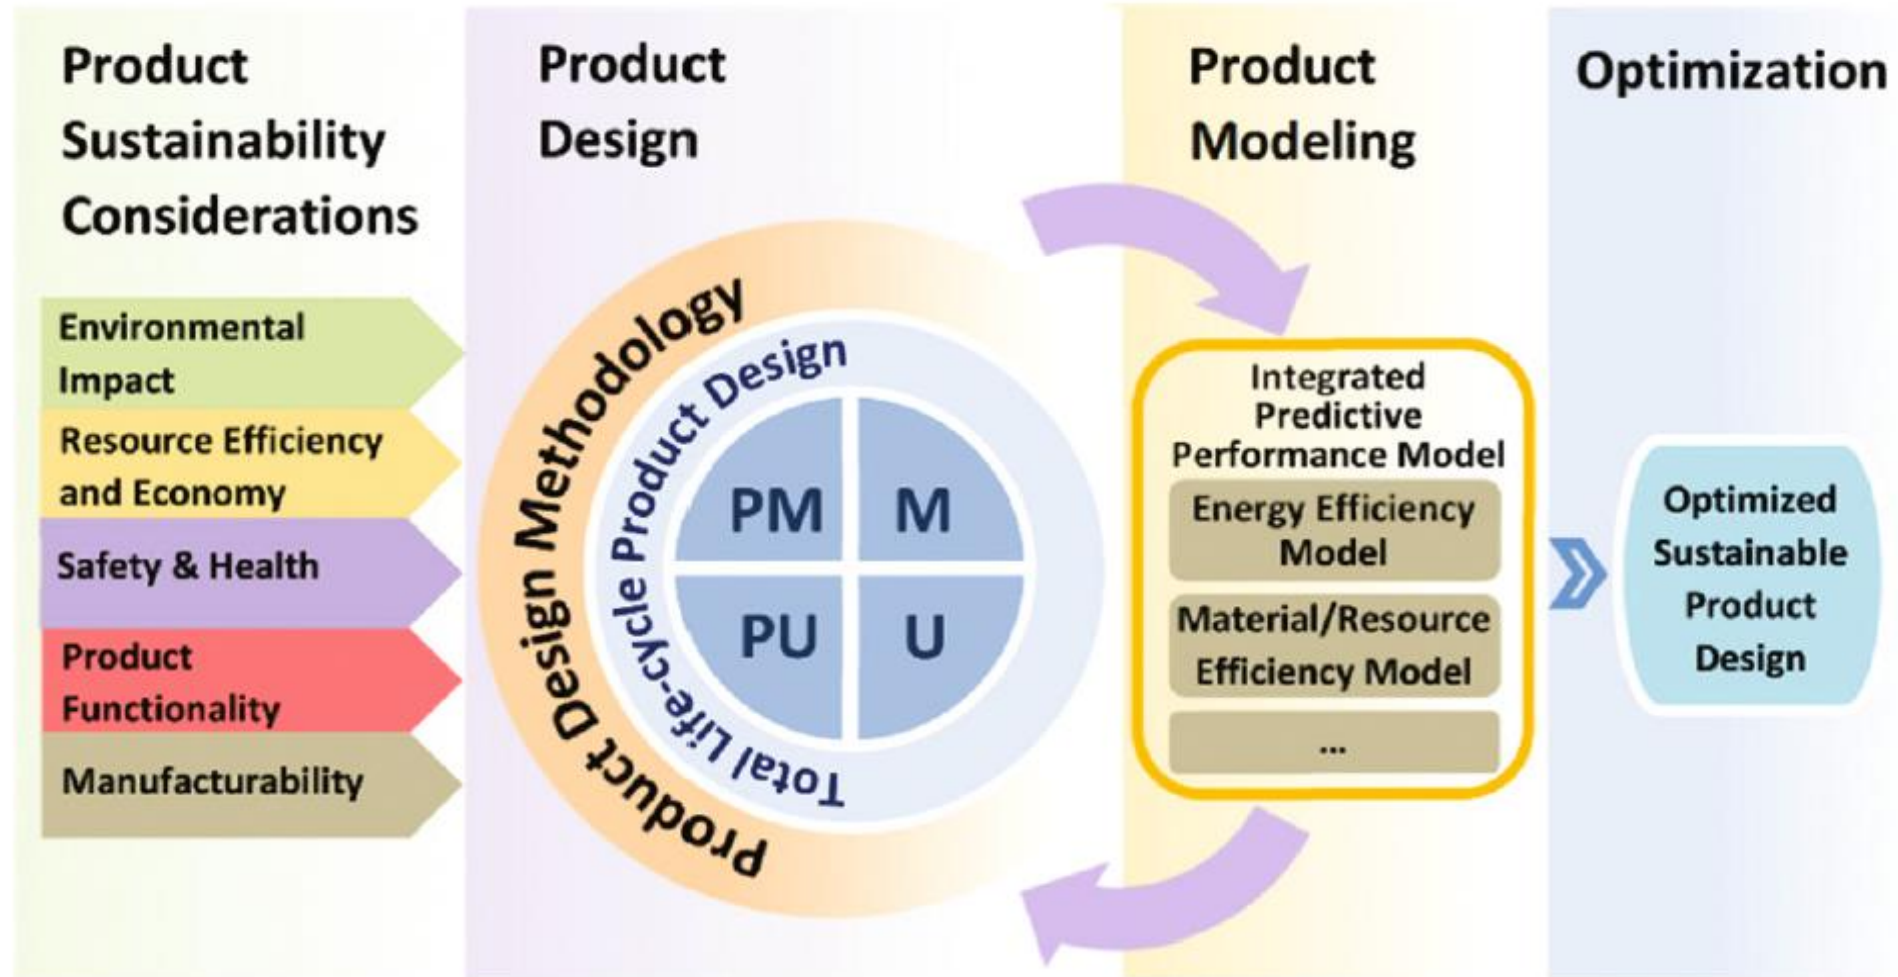 Product
Sustainability
Considerations
Environmental
Impact
Resource Efficiency
and Economy
Safety & Health
Product
Functionality
Manufacturability
Product
Design
Product Design Methodology
Total Life-cycle Product Design
PM
M
PU
U
Product
Modeling
Integrated
Predictive
Performance Model
Energy Efficiency
Model
Material/Resource
Efficiency Model
...
Optimization
Optimized
Sustainable
Product
Design